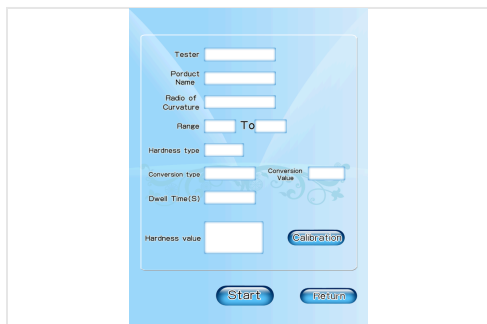 Tester
Porduct
Name
Radio of
Curvature
Range To
Hardness type
Conversion type Conversion
Value
Dwell Time(S)
Hardness value Calibration
Start Return